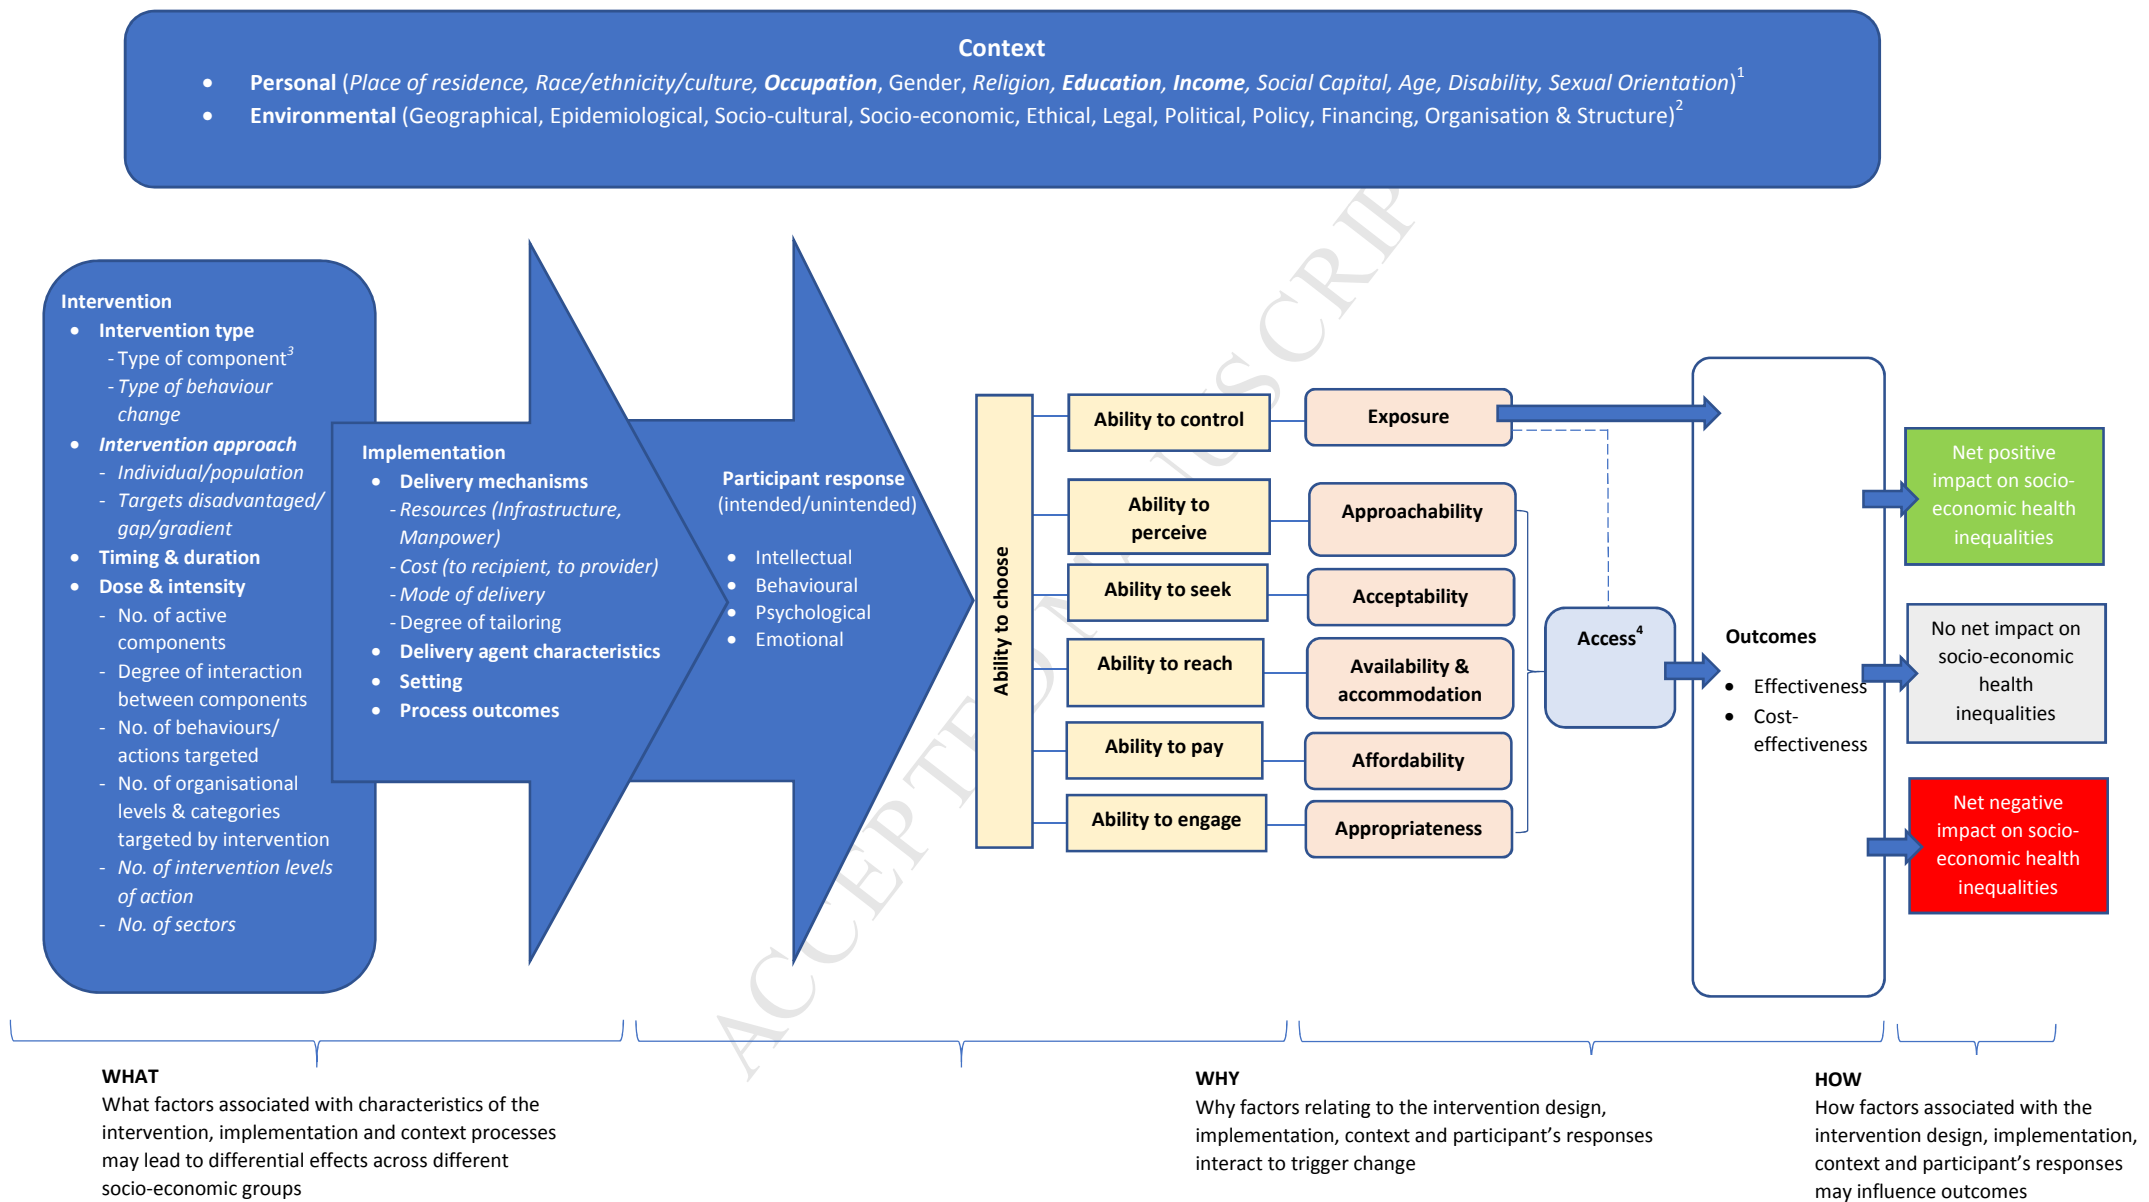 Context
• Personal (Place of residence, Race/ethnicity/culture, Occupation, Gender, Religion, Education, Income, Social Capital, Age, Disability, Sexual Orientation)1
• Environmental (Geographical, Epidemiological, Socio-cultural, Socio-economic, Ethical, Legal, Political, Policy, Financing, Organisation & Structure)2
Intervention
• Intervention type
- Type of component3
- Type of behaviour
change
• Intervention approach
- Individual/population
- Targets disadvantaged/
gap/gradient
• Timing & duration
• Dose & intensity
- No. of active
components
- Degree of interaction
between components
- No. of behaviours/
actions targeted
- No. of organisational
levels & categories
targeted by intervention
- No. of intervention levels
of action
- No. of sectors
Implementation
• Delivery mechanisms
- Resources (Infrastructure,
Manpower)
- Cost (to recipient, to provider)
- Mode of delivery
- Degree of tailoring
• Delivery agent characteristics
• Setting
• Process outcomes
Participant response
(intended/unintended)
• Intellectual
• Behavioural
• Psychological
• Emotional
Ability to choose
Ability to control
Exposure
Ability to
perceive
Approachability
Ability to seek
Acceptability
Ability to reach
Availability &
accommodation
Ability to pay
Affordability
Ability to engage
Appropriateness
Access4
Outcomes
• Effectiveness
• Cost-
effectiveness
Net positive
impact on socio-
economic health
inequalities
No net impact on
socio-economic
health
inequalities
Net negative
impact on socio-
economic health
inequalities
ACCEPTED MANUSCRIPT
WHAT
What factors associated with characteristics of the
intervention, implementation and context processes
may lead to differential effects across different
socio-economic groups
WHY
Why factors relating to the intervention design,
implementation, context and participant’s responses
interact to trigger change
HOW
How factors associated with the
intervention design, implementation,
context and participant’s responses
may influence outcomes